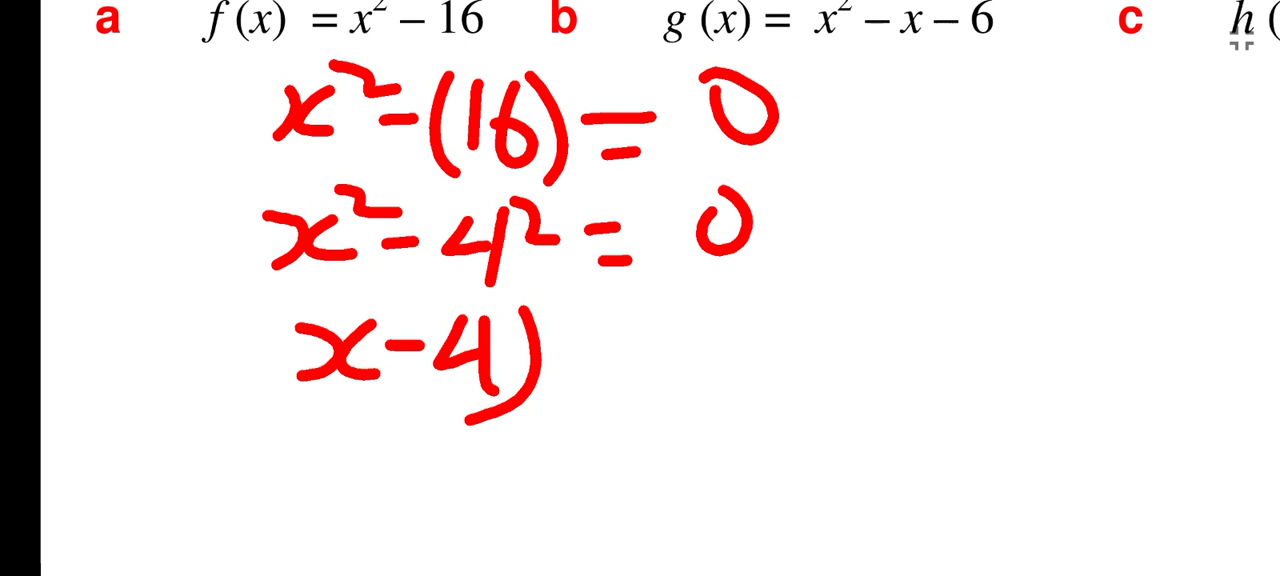 a f(x) = x² – 16 b g(x) = x² – x – 6 c h(
x² – (16) = 0
x² – 4² = 0
x – 4)